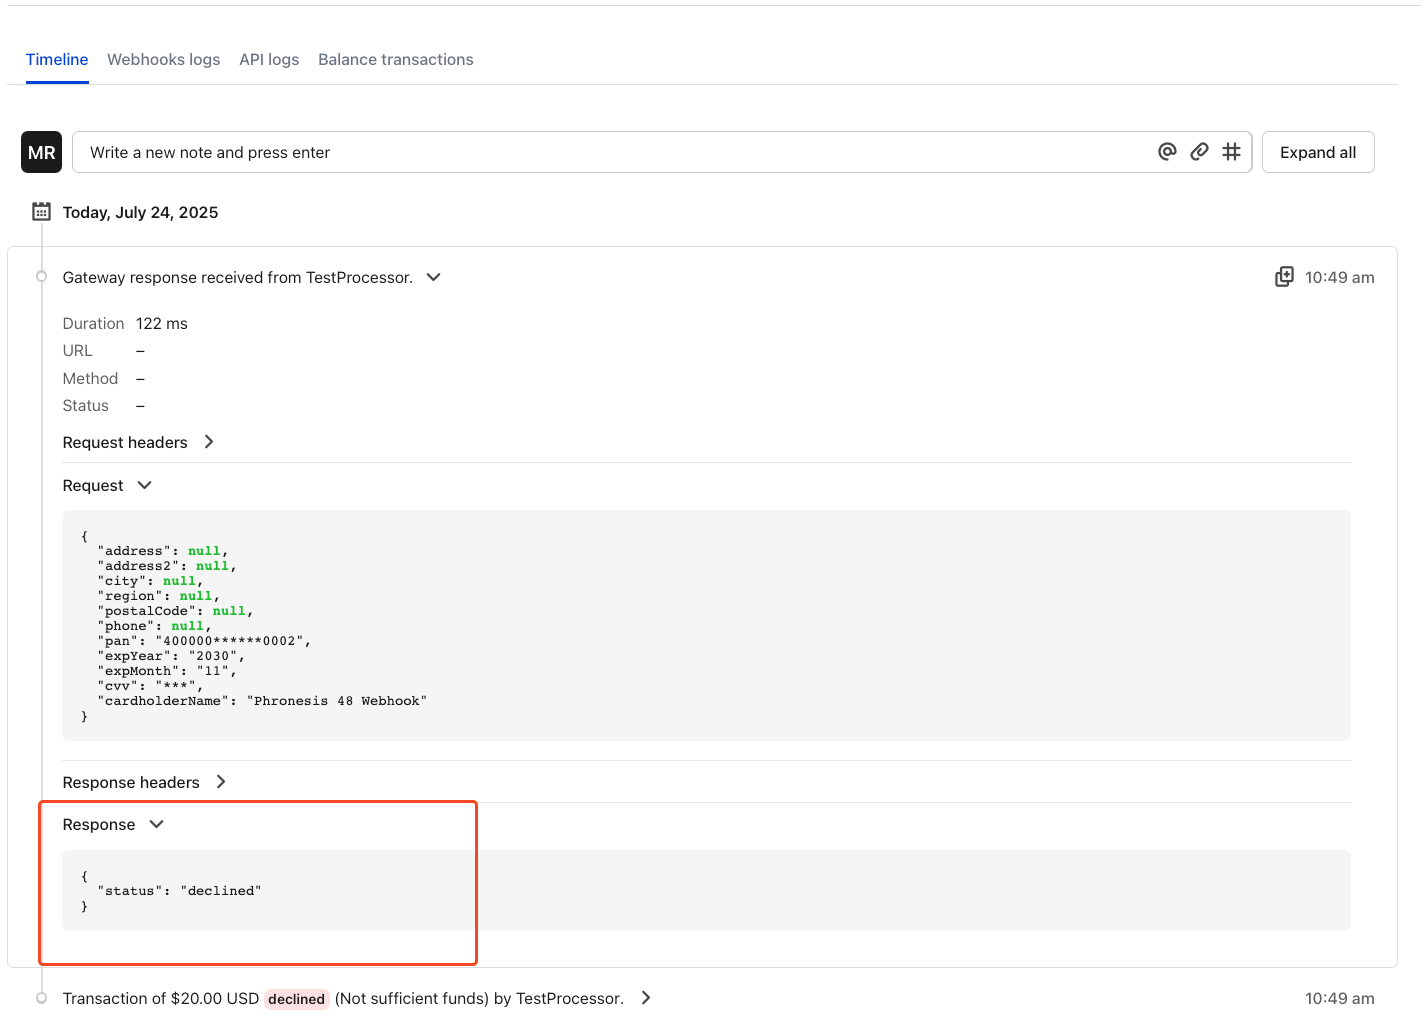 Timeline Webhooks logs API logs Balance transactions
MR Write a new note and press enter Expand all
Today, July 24, 2025
Gateway response received from TestProcessor. 10:49 am
Duration 122 ms
URL –
Method –
Status –
Request headers
Request
{
  "address": null,
  "address2": null,
  "city": null,
  "region": null,
  "postalCode": null,
  "phone": null,
  "pan": "400000******0002",
  "expYear": "2030",
  "expMonth": "11",
  "cvv": "***",
  "cardholderName": "Phronesis 48 Webhook"
}
Response headers
Response
{
  "status": "declined"
}
Transaction of $20.00 USD declined (Not sufficient funds) by TestProcessor. 10:49 am